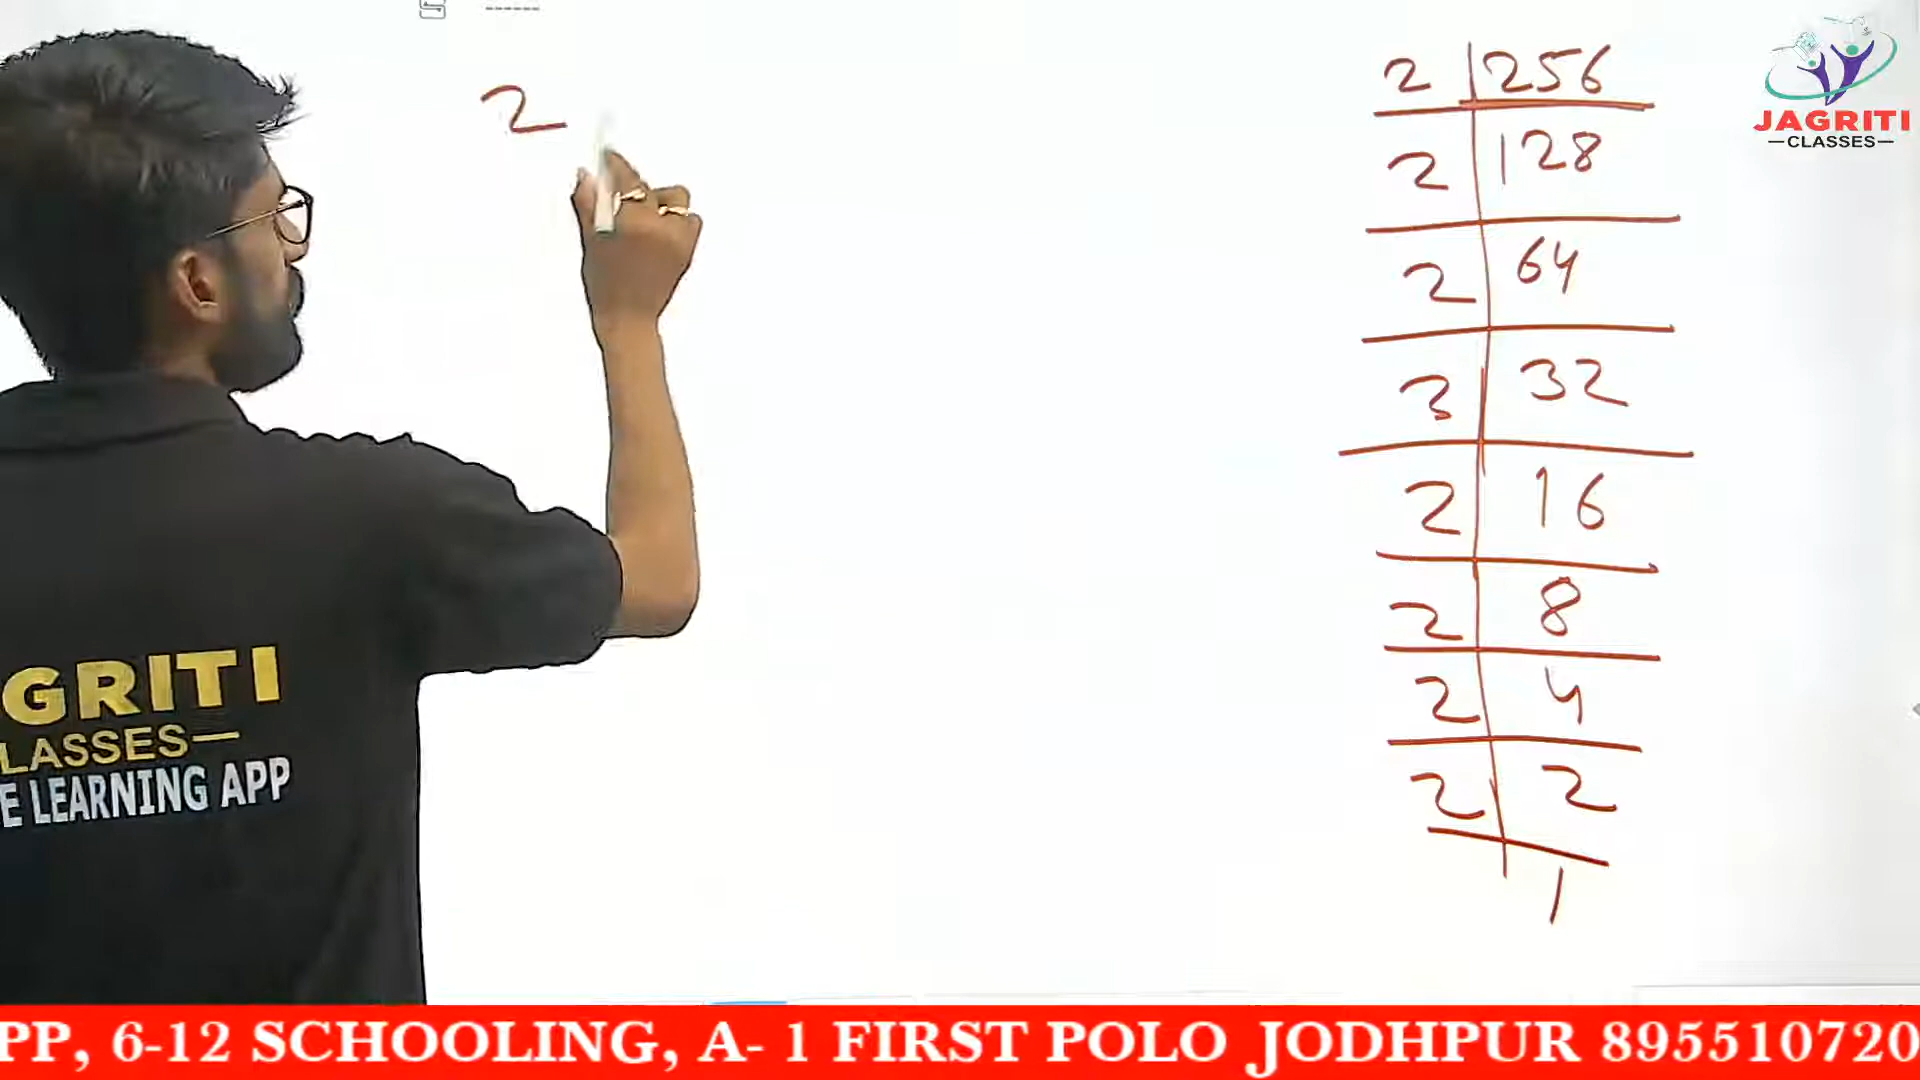 2
2 256
2 128
2 64
3 32
2 16
2 8
2 4
2 2
1
JAGRITI
CLASSES
GRITI
LASSES
E LEARNING APP
PP, 6-12 SCHOOLING, A- 1 FIRST POLO JODHPUR 895510720